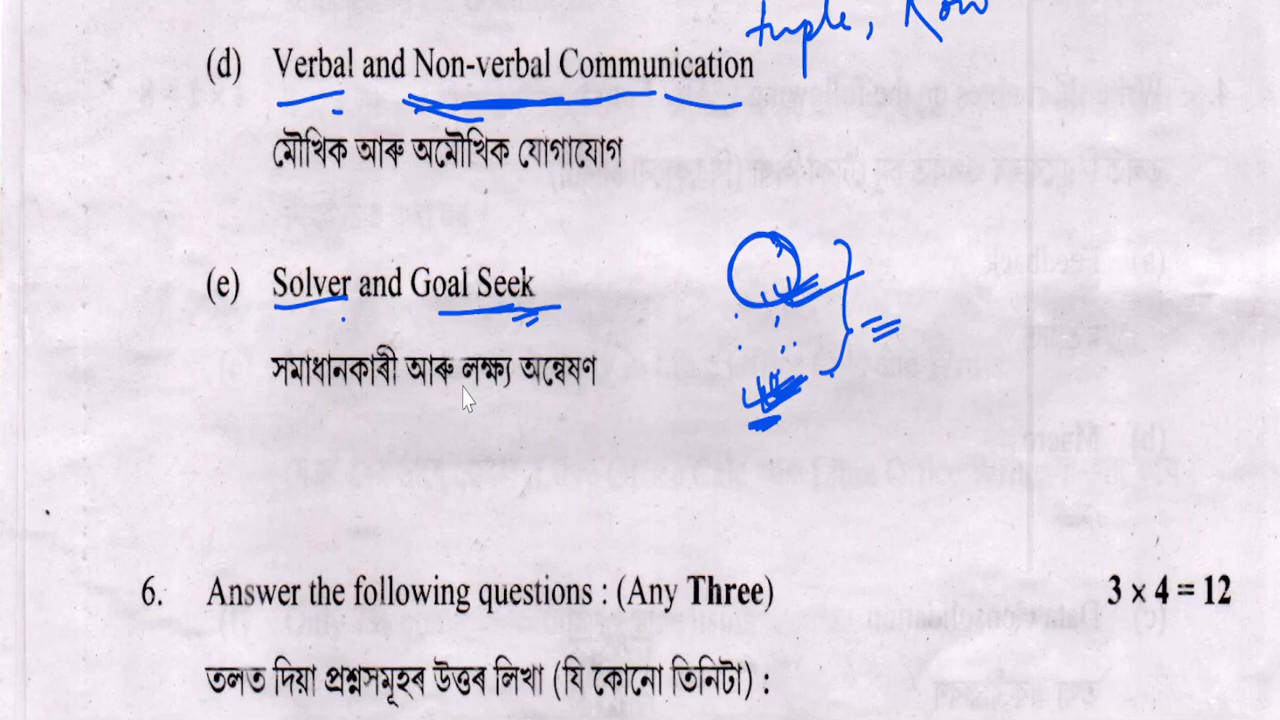 tuple, Row
(d) Verbal and Non-verbal Communication
মৌখিক আৰু অমৌখিক যোগাযোগ
(e) Solver and Goal Seek
সমাধানকাৰী আৰু লক্ষ্য অন্বেষণ
6. Answer the following questions : (Any Three) 3 × 4 = 12
তলত দিয়া প্ৰশ্নসমূহৰ উত্তৰ লিখা (যি কোনো তিনিটা) :